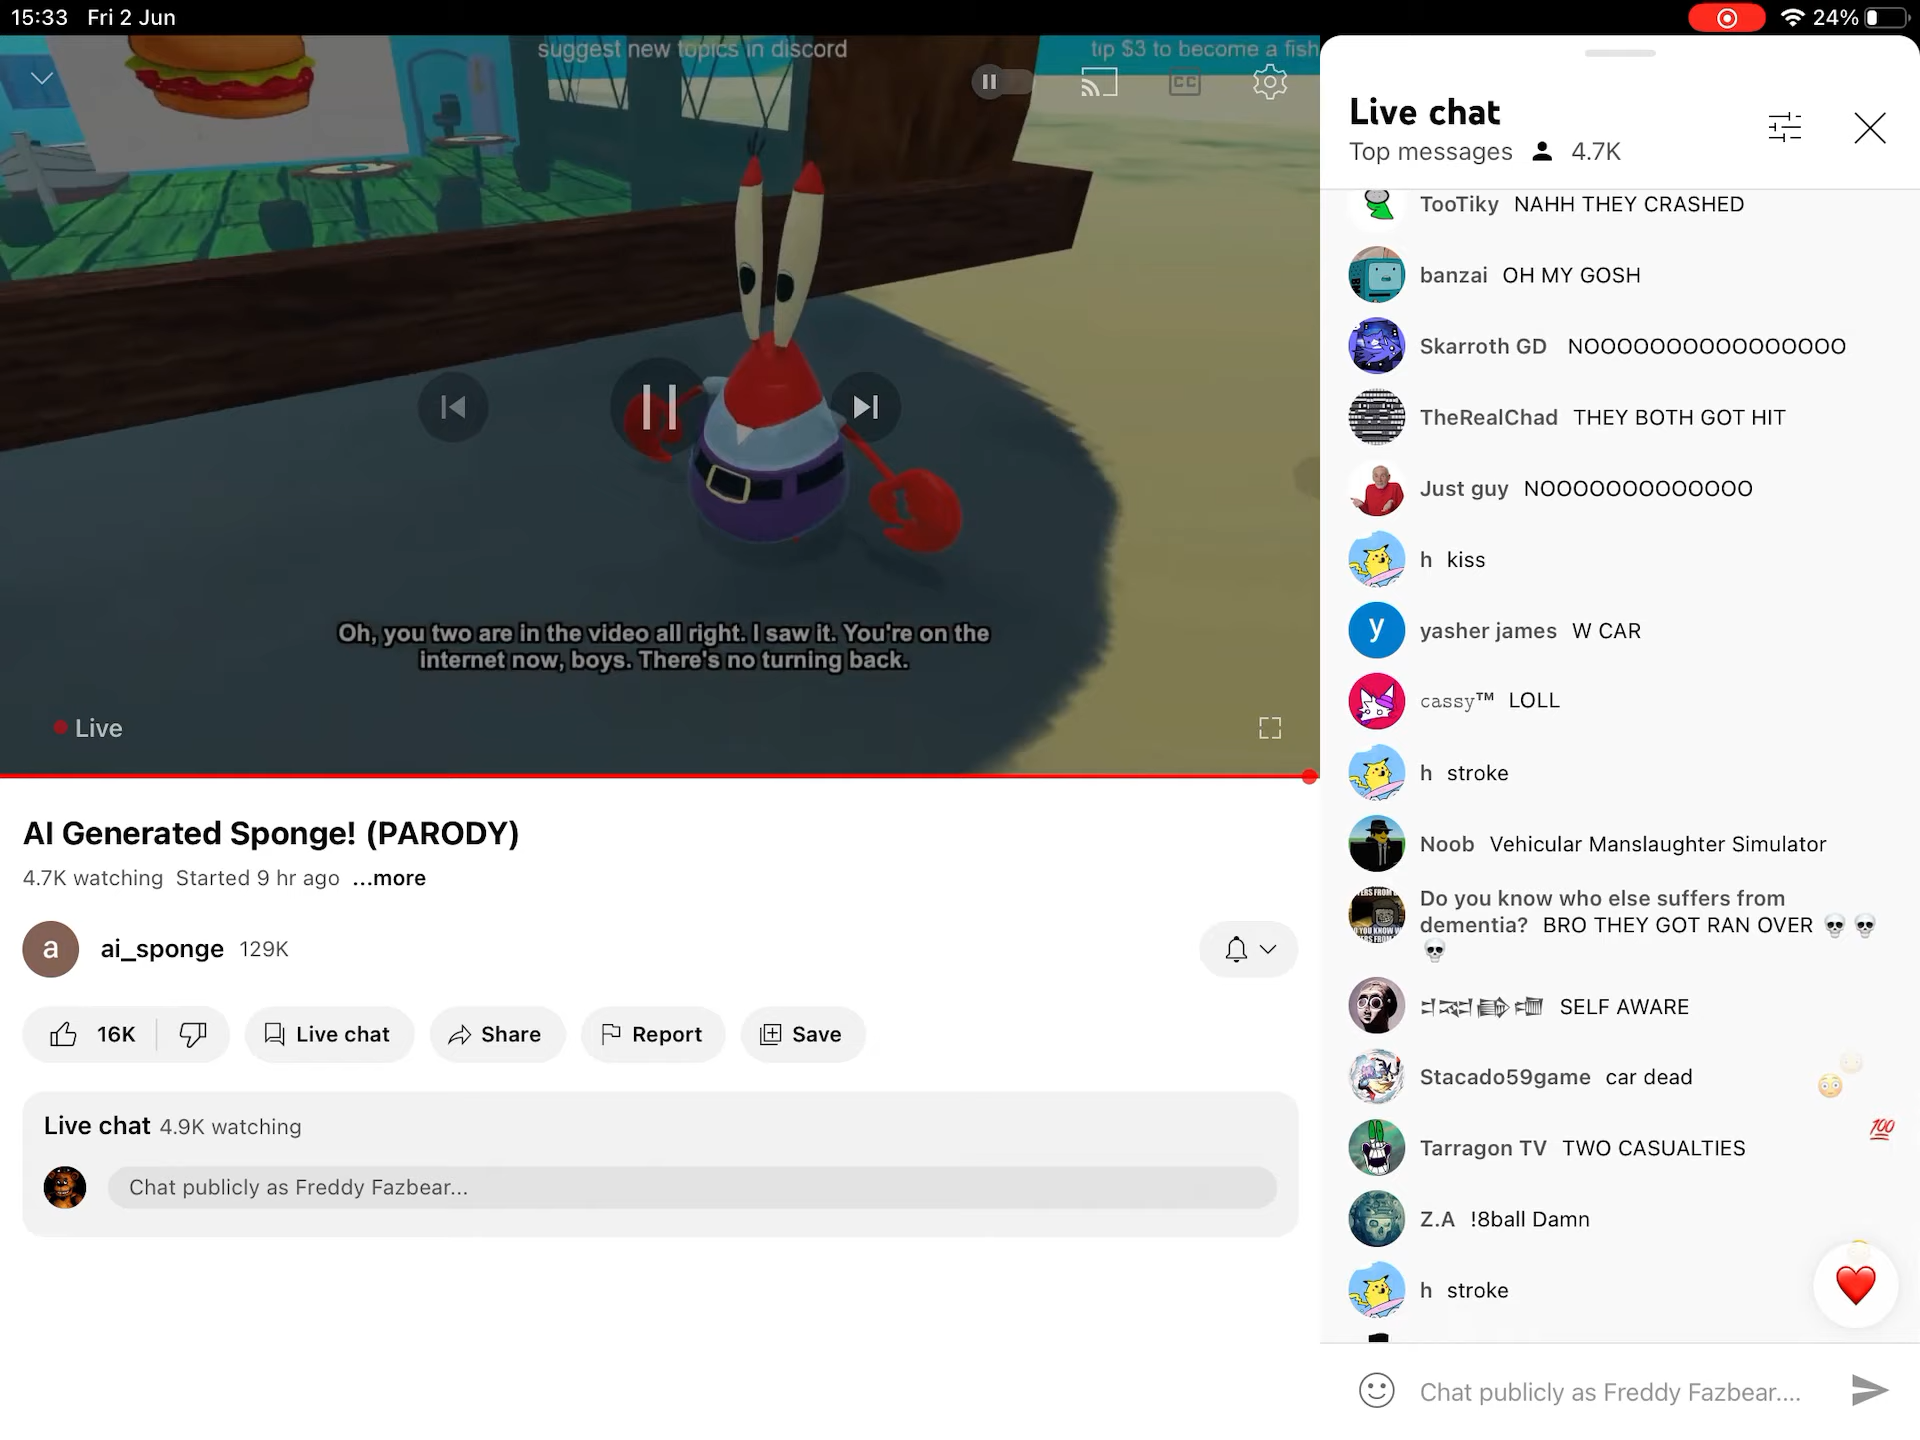 15:33 Fri 2 Jun
24%
suggest new topics in discord
tip $3 to become a fish
CC
Oh, you two are in the video all right. I saw it. You're on the
internet now, boys. There's no turning back.
Live
AI Generated Sponge! (PARODY)
4.7K watching Started 9 hr ago ...more
a ai_sponge 129K
16K Live chat Share Report Save
Live chat 4.9K watching
Chat publicly as Freddy Fazbear...
Live chat
Top messages 4.7K
TooTiky NAHH THEY CRASHED
banzai OH MY GOSH
Skarroth GD NOOOOOOOOOOOOOOOO
TheRealChad THEY BOTH GOT HIT
Just guy NOOOOOOOOOOOOO
h kiss
y yasher james W CAR
cassy™ LOLL
h stroke
Noob Vehicular Manslaughter Simulator
Do you know who else suffers from
dementia? BRO THEY GOT RAN OVER 💀 💀
💀
SELF AWARE
Stacado59game car dead
💯
Tarragon TV TWO CASUALTIES
Z.A !8ball Damn
h stroke
Chat publicly as Freddy Fazbear....